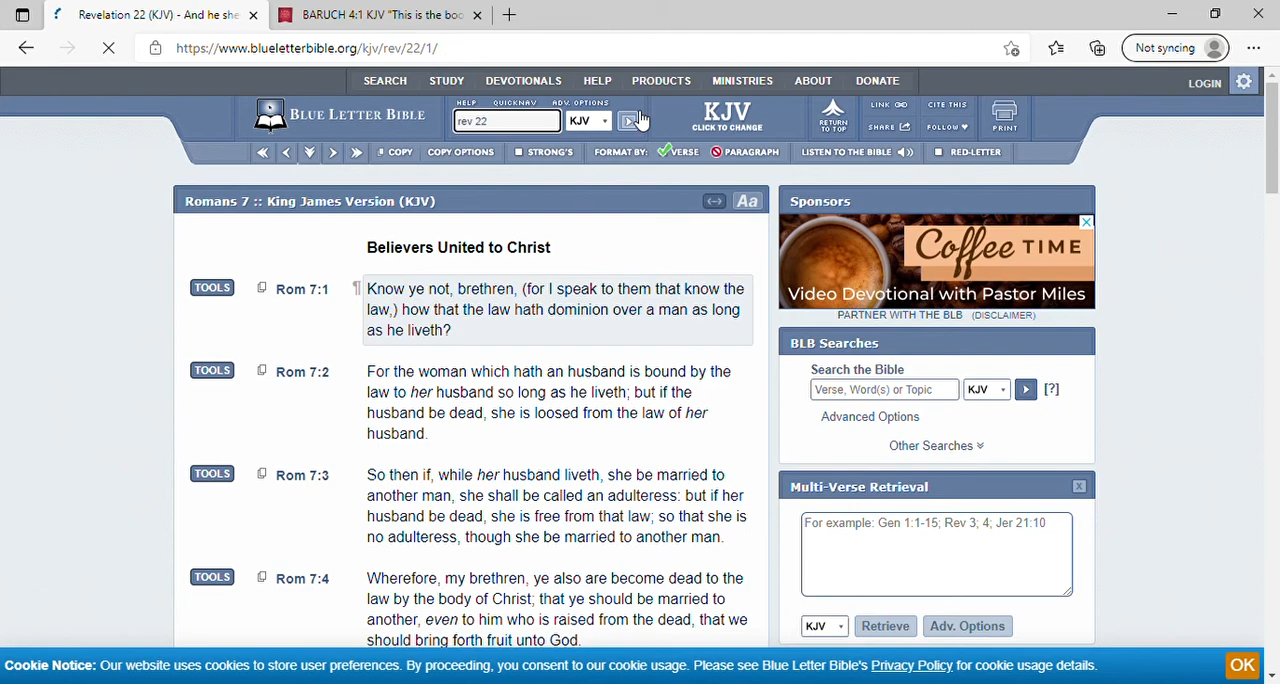 Revelation 22 (KJV) - And he she
BARUCH 4:1 KJV "This is the boo
https://www.blueletterbible.org/kjv/rev/22/1/
Not syncing
SEARCH STUDY DEVOTIONALS HELP PRODUCTS MINISTRIES ABOUT DONATE
LOGIN
BLUE LETTER BIBLE
HELP QUICKNAV ADV. OPTIONS
rev 22 KJV
KJV
CLICK TO CHANGE
RETURN
TO TOP
LINK CITE THIS
SHARE FOLLOW
PRINT
COPY COPY OPTIONS STRONG'S FORMAT BY: VERSE PARAGRAPH LISTEN TO THE BIBLE RED-LETTER
Romans 7 :: King James Version (KJV) Aa
Believers United to Christ
TOOLS Rom 7:1 ¶ Know ye not, brethren, (for I speak to them that know the
law,) how that the law hath dominion over a man as long
as he liveth?
TOOLS Rom 7:2 For the woman which hath an husband is bound by the
law to her husband so long as he liveth; but if the
husband be dead, she is loosed from the law of her
husband.
TOOLS Rom 7:3 So then if, while her husband liveth, she be married to
another man, she shall be called an adulteress: but if her
husband be dead, she is free from that law; so that she is
no adulteress, though she be married to another man.
TOOLS Rom 7:4 Wherefore, my brethren, ye also are become dead to the
law by the body of Christ; that ye should be married to
another, even to him who is raised from the dead, that we
should bring forth fruit unto God.
Sponsors
Coffee TIME
Video Devotional with Pastor Miles
PARTNER WITH THE BLB (DISCLAIMER)
BLB Searches
Search the Bible
Verse, Word(s) or Topic KJV [?]
Advanced Options
Other Searches
Multi-Verse Retrieval X
For example: Gen 1:1-15; Rev 3; 4; Jer 21:10
KJV Retrieve Adv. Options
Cookie Notice: Our website uses cookies to store user preferences. By proceeding, you consent to our cookie usage. Please see Blue Letter Bible's Privacy Policy for cookie usage details. OK